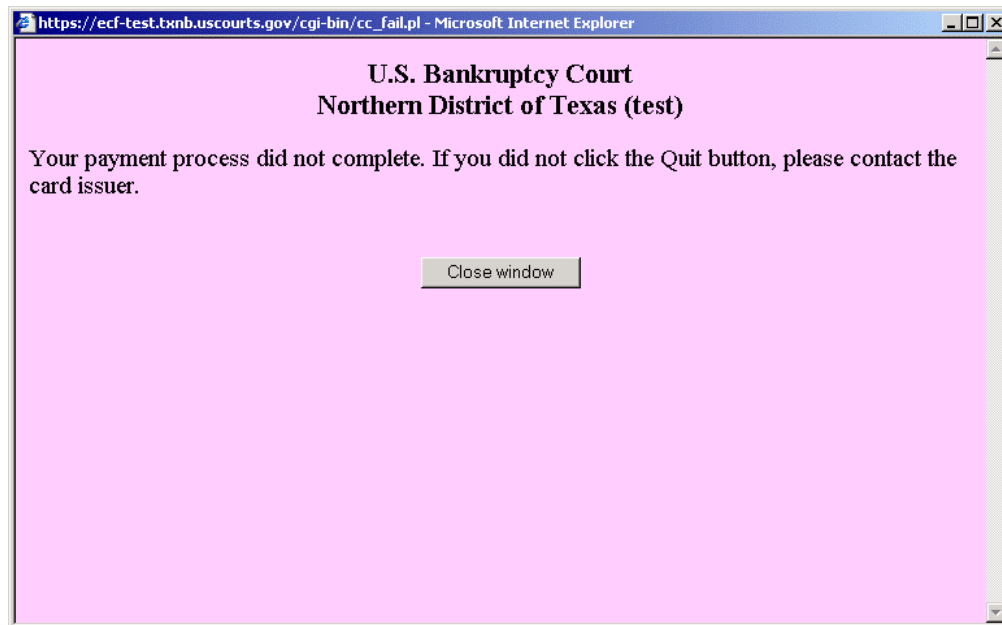 https://ecf-test.txnb.uscourts.gov/cgi-bin/cc_fail.pl - Microsoft Internet Explorer
U.S. Bankruptcy Court
Northern District of Texas (test)
Your payment process did not complete. If you did not click the Quit button, please contact the
card issuer.
Close window